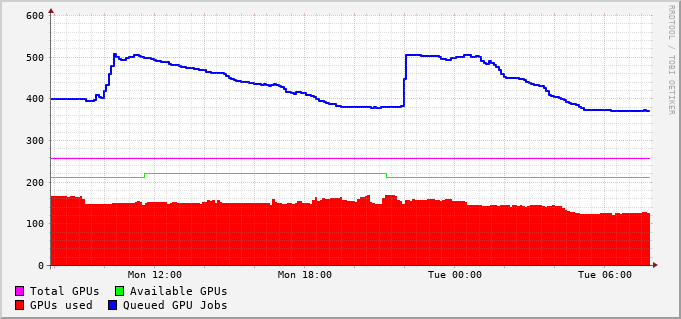 600
500
400
300
200
100
0
Mon 12:00 Mon 18:00 Tue 00:00 Tue 06:00
Total GPUs Available GPUs
GPUs used Queued GPU Jobs
RRDTOOL / TOBI OETIKER